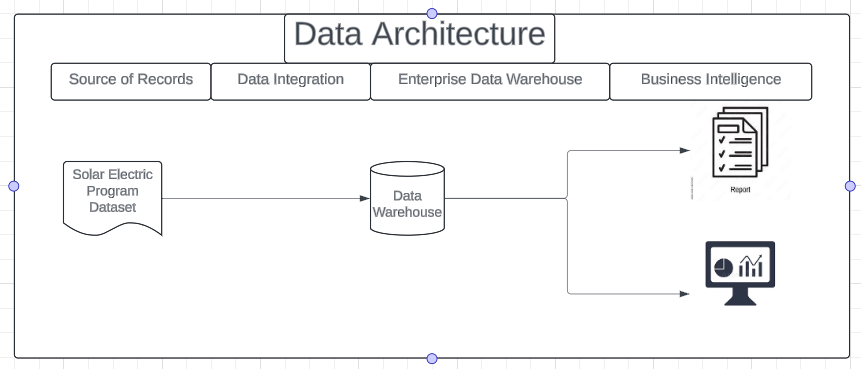 Data Architecture
Source of Records
Data Integration
Enterprise Data Warehouse
Business Intelligence
Solar Electric
Program
Dataset
Data
Warehouse
Report